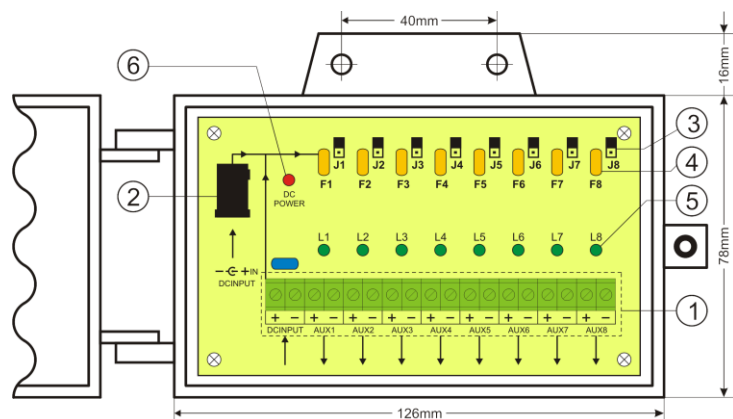 40mm
16mm
6
3
J1 J2 J3 J4 J5 J6 J7 J8
4
2
F1 F2 F3 F4 F5 F6 F7 F8
DC
POWER
5
L1 L2 L3 L4 L5 L6 L7 L8
78mm
− + IN
DCINPUT
1
+ − + − + − + − + − + − + − + − + −
DCINPUT AUX1 AUX2 AUX3 AUX4 AUX5 AUX6 AUX7 AUX8
126mm